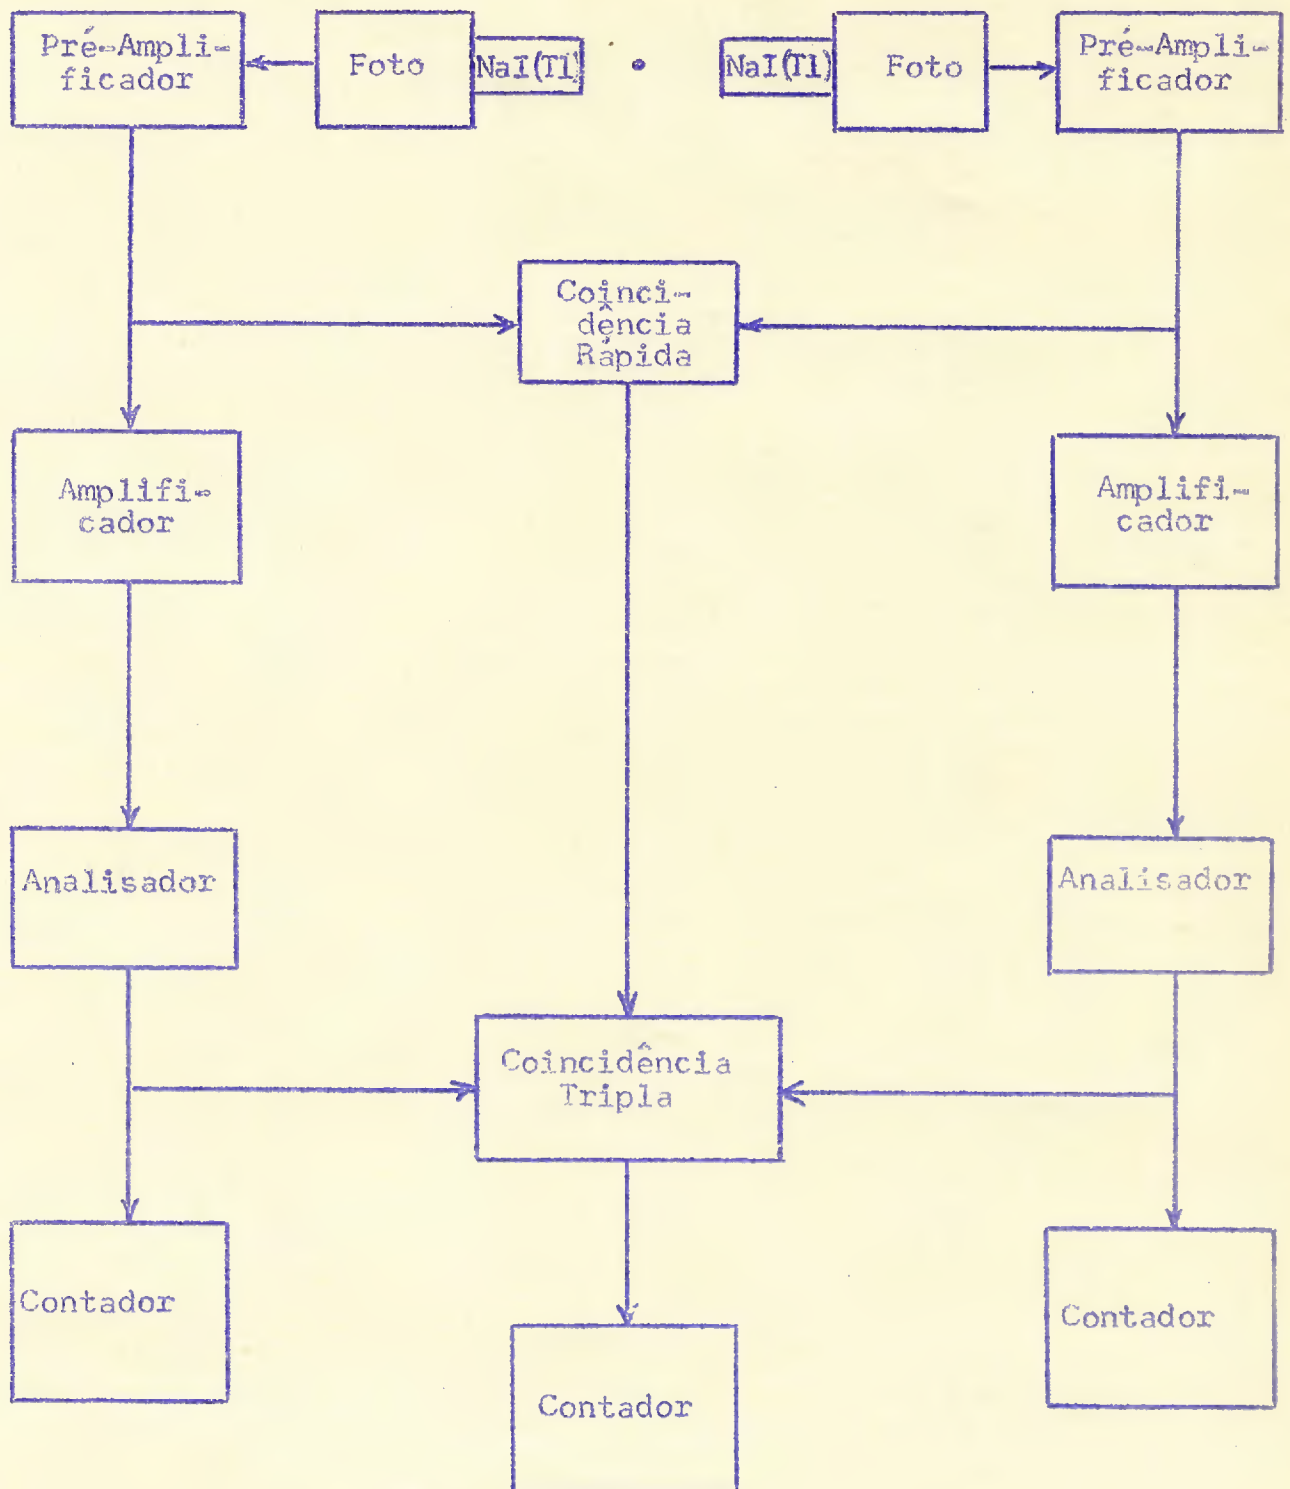 Pré-Ampli-
ficador
Foto
NaI(Tl)
NaI(Tl)
Foto
Pré-Ampli-
ficador
Coinci-
dência
Rápida
Amplifi-
cador
Amplifi-
cador
Analisador
Analisador
Coincidência
Tripla
Contador
Contador
Contador